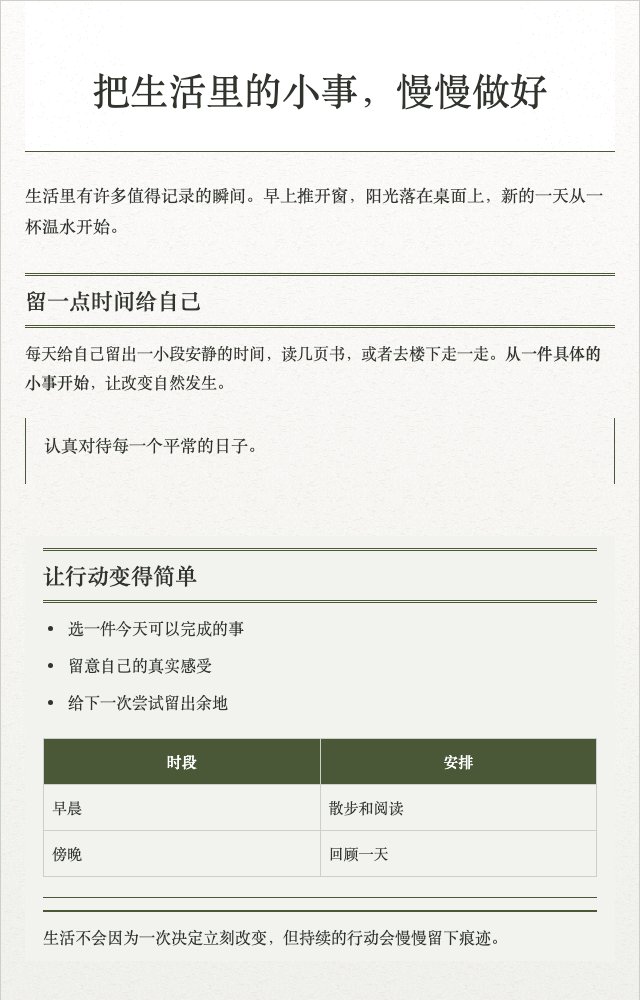 把生活里的小事，慢慢做好
生活里有许多值得记录的瞬间。早上推开窗，阳光落在桌面上，新的一天从一
杯温水开始。
留一点时间给自己
每天给自己留出一小段安静的时间，读几页书，或者去楼下走一走。从一件具体的
小事开始，让改变自然发生。
认真对待每一个平常的日子。
让行动变得简单
• 选一件今天可以完成的事
• 留意自己的真实感受
• 给下一次尝试留出余地
时段 安排
早晨 散步和阅读
傍晚 回顾一天
生活不会因为一次决定立刻改变，但持续的行动会慢慢留下痕迹。